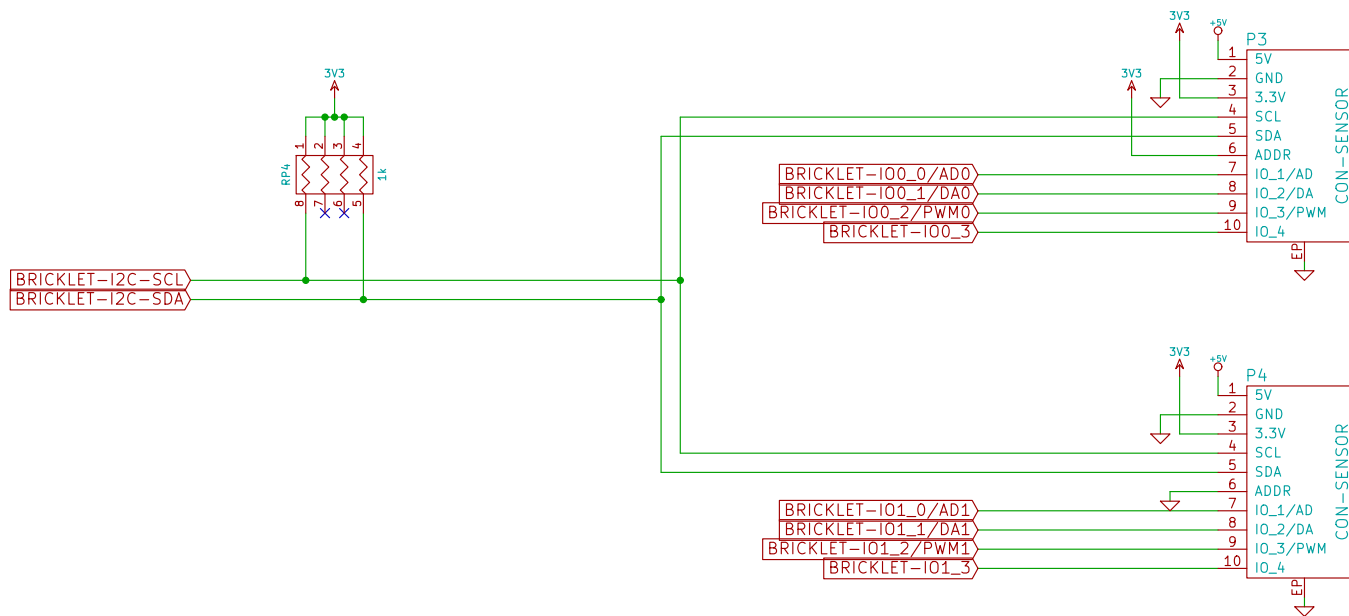 3V3
1
2
3
4
RP4
1k
8
7
6
5
BRICKLET-I2C-SCL
BRICKLET-I2C-SDA
3V3
+5V
P3
3V3
1 5V
2 GND
3 3.3V
4 SCL
5 SDA
6 ADDR
7 IO_1/AD
8 IO_2/DA
9 IO_3/PWM
10 IO_4
CON-SENSOR
EP
BRICKLET-IO0_0/AD0
BRICKLET-IO0_1/DA0
BRICKLET-IO0_2/PWM0
BRICKLET-IO0_3
3V3
+5V
P4
1 5V
2 GND
3 3.3V
4 SCL
5 SDA
6 ADDR
7 IO_1/AD
8 IO_2/DA
9 IO_3/PWM
10 IO_4
CON-SENSOR
EP
BRICKLET-IO1_0/AD1
BRICKLET-IO1_1/DA1
BRICKLET-IO1_2/PWM1
BRICKLET-IO1_3